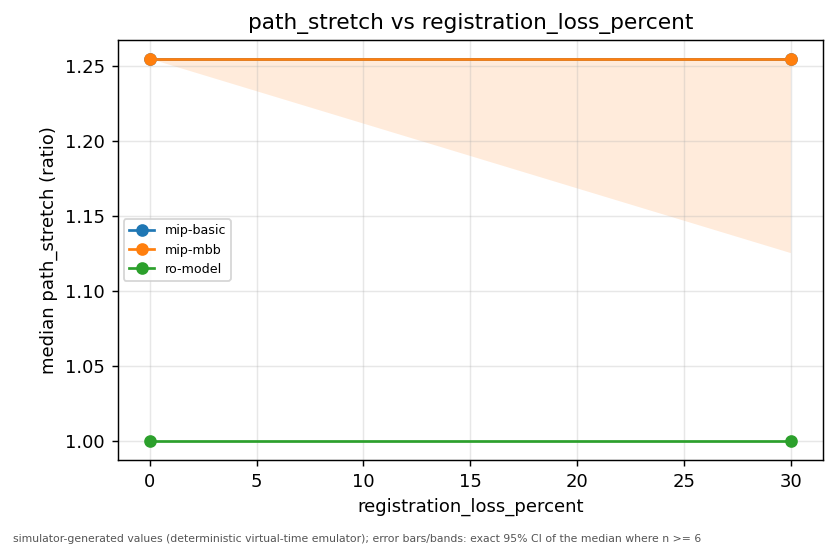 path_stretch vs registration_loss_percent
median path_stretch (ratio)
1.25
1.20
1.15
1.10
1.05
1.00
mip-basic
mip-mbb
ro-model
0 5 10 15 20 25 30
registration_loss_percent
simulator-generated values (deterministic virtual-time emulator); error bars/bands: exact 95% CI of the median where n >= 6